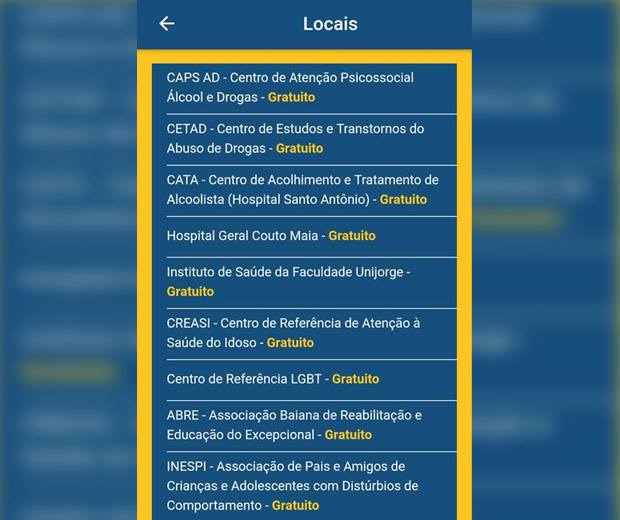 Locais
CAPS AD - Centro de Atenção Psicossocial
Álcool e Drogas - Gratuito
CETAD - Centro de Estudos e Transtornos do
Abuso de Drogas - Gratuito
CATA - Centro de Acolhimento e Tratamento de
Alcoolista (Hospital Santo Antônio) - Gratuito
Hospital Geral Couto Maia - Gratuito
Instituto de Saúde da Faculdade Unijorge -
Gratuito
CREASI - Centro de Referência de Atenção à
Saúde do Idoso - Gratuito
Centro de Referência LGBT - Gratuito
ABRE - Associação Baiana de Reabilitação e
Educação do Excepcional - Gratuito
INESPI - Associação de Pais e Amigos de
Crianças e Adolescentes com Distúrbios de
Comportamento - Gratuito